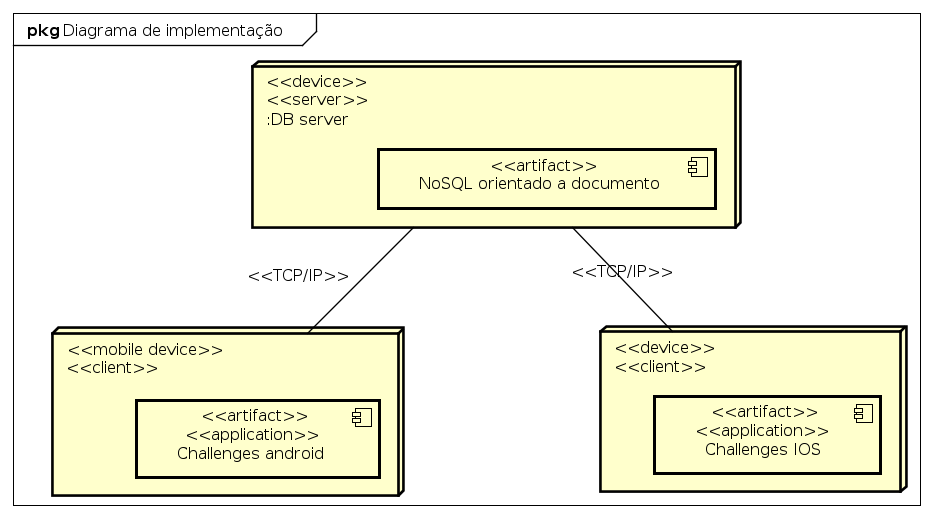 pkg Diagrama de implementação
<<device>>
<<server>>
:DB server
<<artifact>>
NoSQL orientado a documento
<<TCP/IP>>
<<TCP/IP>>
<<mobile device>>
<<client>>
<<artifact>>
<<application>>
Challenges android
<<device>>
<<client>>
<<artifact>>
<<application>>
Challenges IOS